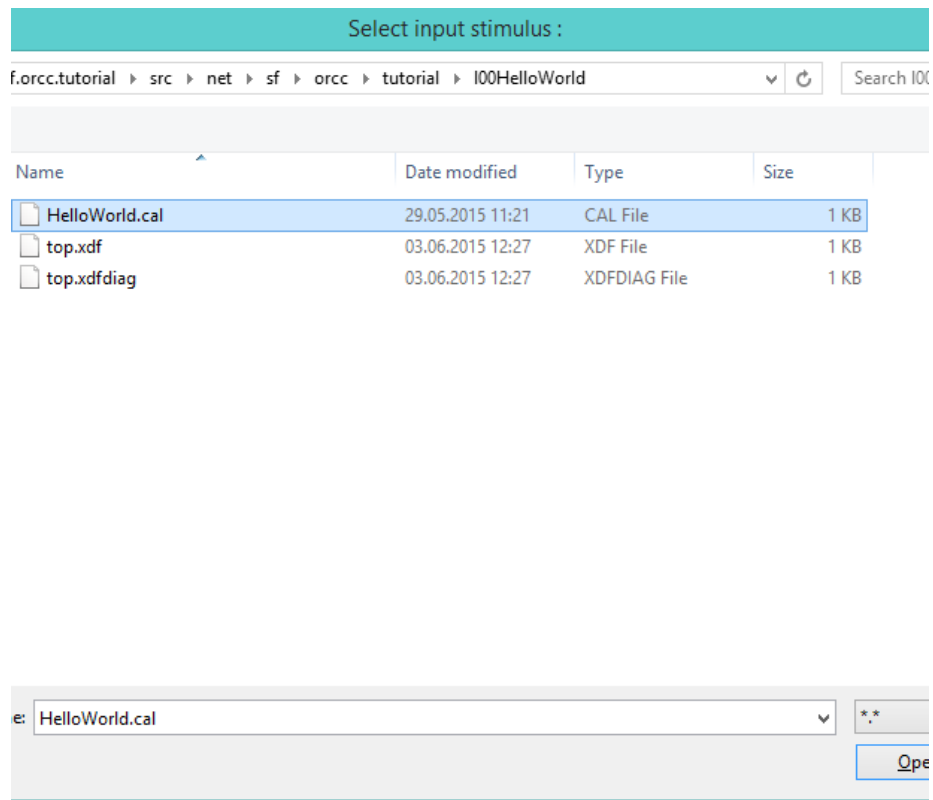 Select input stimulus :
f.orcc.tutorial src net sf orcc tutorial l00HelloWorld Search l00
Name Date modified Type Size
HelloWorld.cal 29.05.2015 11:21 CAL File 1 KB
top.xdf 03.06.2015 12:27 XDF File 1 KB
top.xdfdiag 03.06.2015 12:27 XDFDIAG File 1 KB
e: HelloWorld.cal *.*
Ope